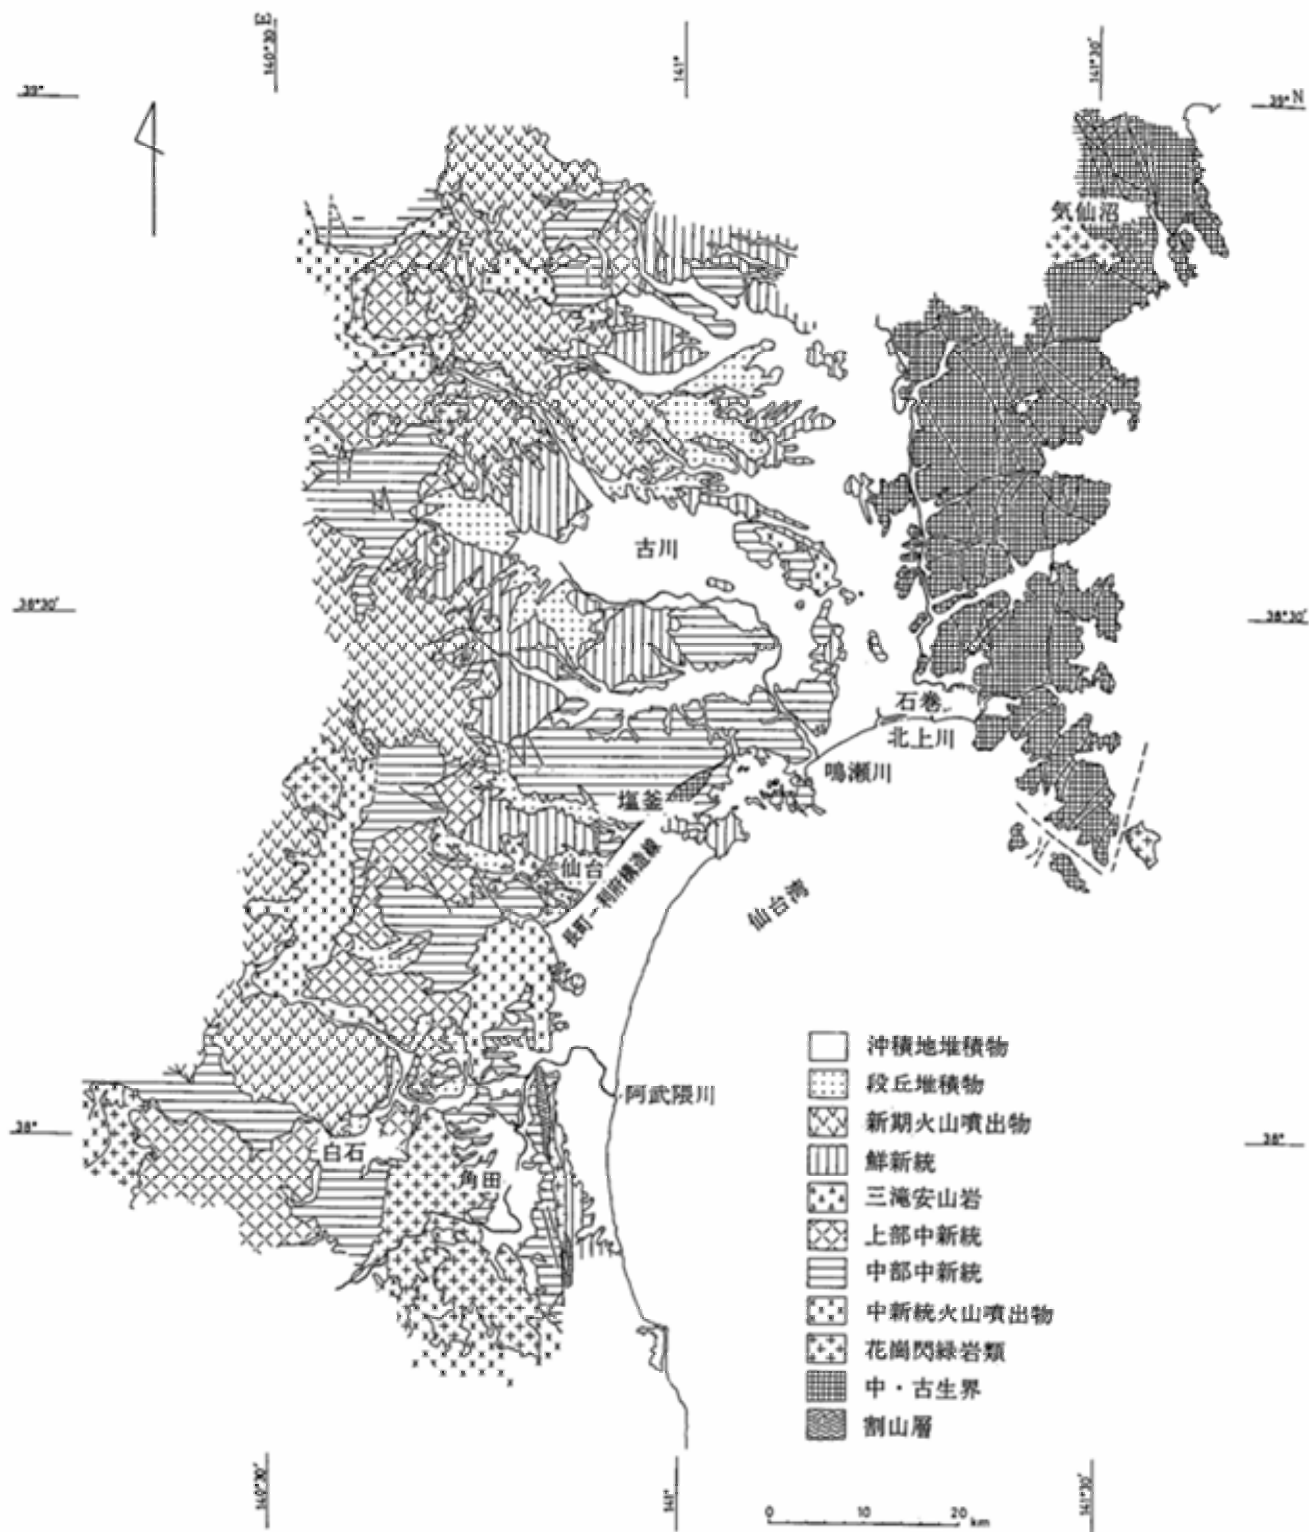 140°30' E
141°
141°30'
39°
39° N
気仙沼
古川
38°30'
38°30'
石巻
北上川
鳴瀬川
塩釜
仙台
長町-利府構造線
仙台湾
沖積地堆積物
段丘堆積物
阿武隈川
新期火山噴出物
38°
38°
白石
鮮新統
角田
三滝安山岩
上部中新統
中部中新統
中新統火山噴出物
花崗閃緑岩類
中・古生界
割山層
140°30'
141°
141°30'
0 10 20 km